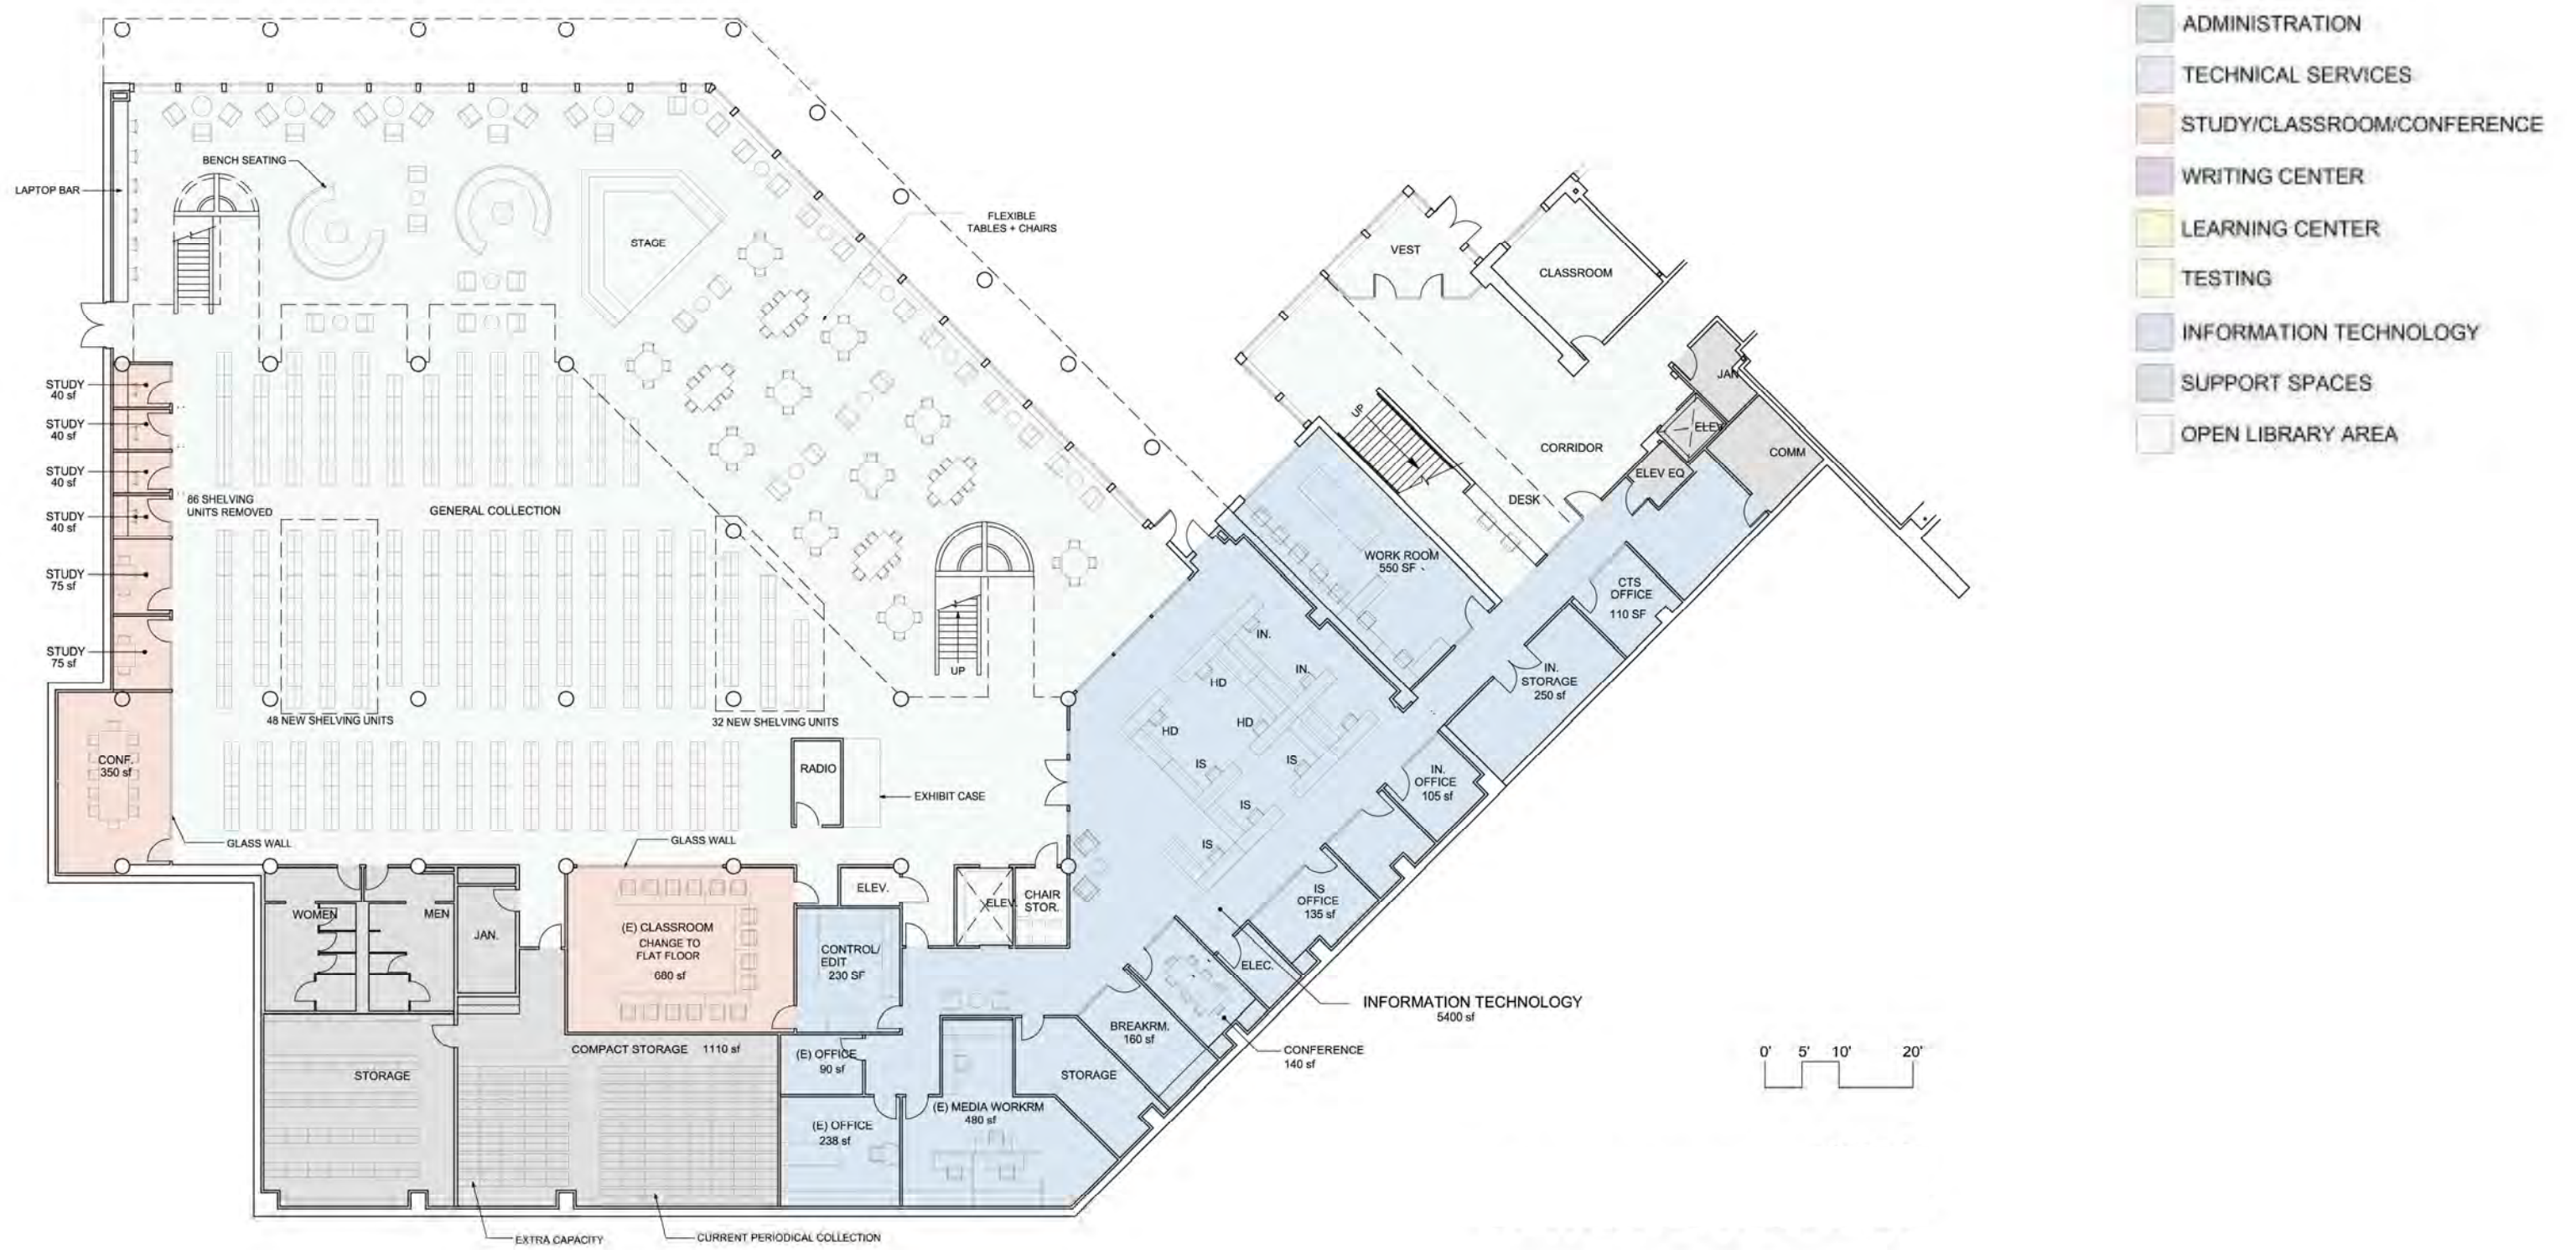 ADMINISTRATION
TECHNICAL SERVICES
STUDY/CLASSROOM/CONFERENCE
WRITING CENTER
LEARNING CENTER
TESTING
INFORMATION TECHNOLOGY
SUPPORT SPACES
OPEN LIBRARY AREA
BENCH SEATING
LAPTOP BAR
STAGE
FLEXIBLE
TABLES + CHAIRS
VEST
CLASSROOM
JAN
ELEV
COMM
UP
CORRIDOR
ELEV EQ
DESK
STUDY
40 sf
STUDY
40 sf
STUDY
40 sf
STUDY
40 sf
STUDY
75 sf
STUDY
75 sf
86 SHELVING
UNITS REMOVED
GENERAL COLLECTION
WORK ROOM
550 SF
CTS
OFFICE
110 SF
IN.
STORAGE
250 sf
IN.
IN.
HD
HD
HD
IS
IS
IS
IS
UP
48 NEW SHELVING UNITS
32 NEW SHELVING UNITS
CONF.
350 sf
RADIO
EXHIBIT CASE
IN.
OFFICE
105 sf
GLASS WALL
GLASS WALL
WOMEN
MEN
JAN.
(E) CLASSROOM
CHANGE TO
FLAT FLOOR
680 sf
ELEV.
ELEV.
CHAIR
STOR.
CONTROL/
EDIT
230 SF
IS
OFFICE
135 sf
ELEC.
INFORMATION TECHNOLOGY
5400 sf
BREAKRM.
160 sf
CONFERENCE
140 sf
COMPACT STORAGE 1110 sf
STORAGE
(E) OFFICE
90 sf
STORAGE
(E) MEDIA WORKRM
480 sf
(E) OFFICE
238 sf
EXTRA CAPACITY
CURRENT PERIODICAL COLLECTION
0' 5' 10' 20'